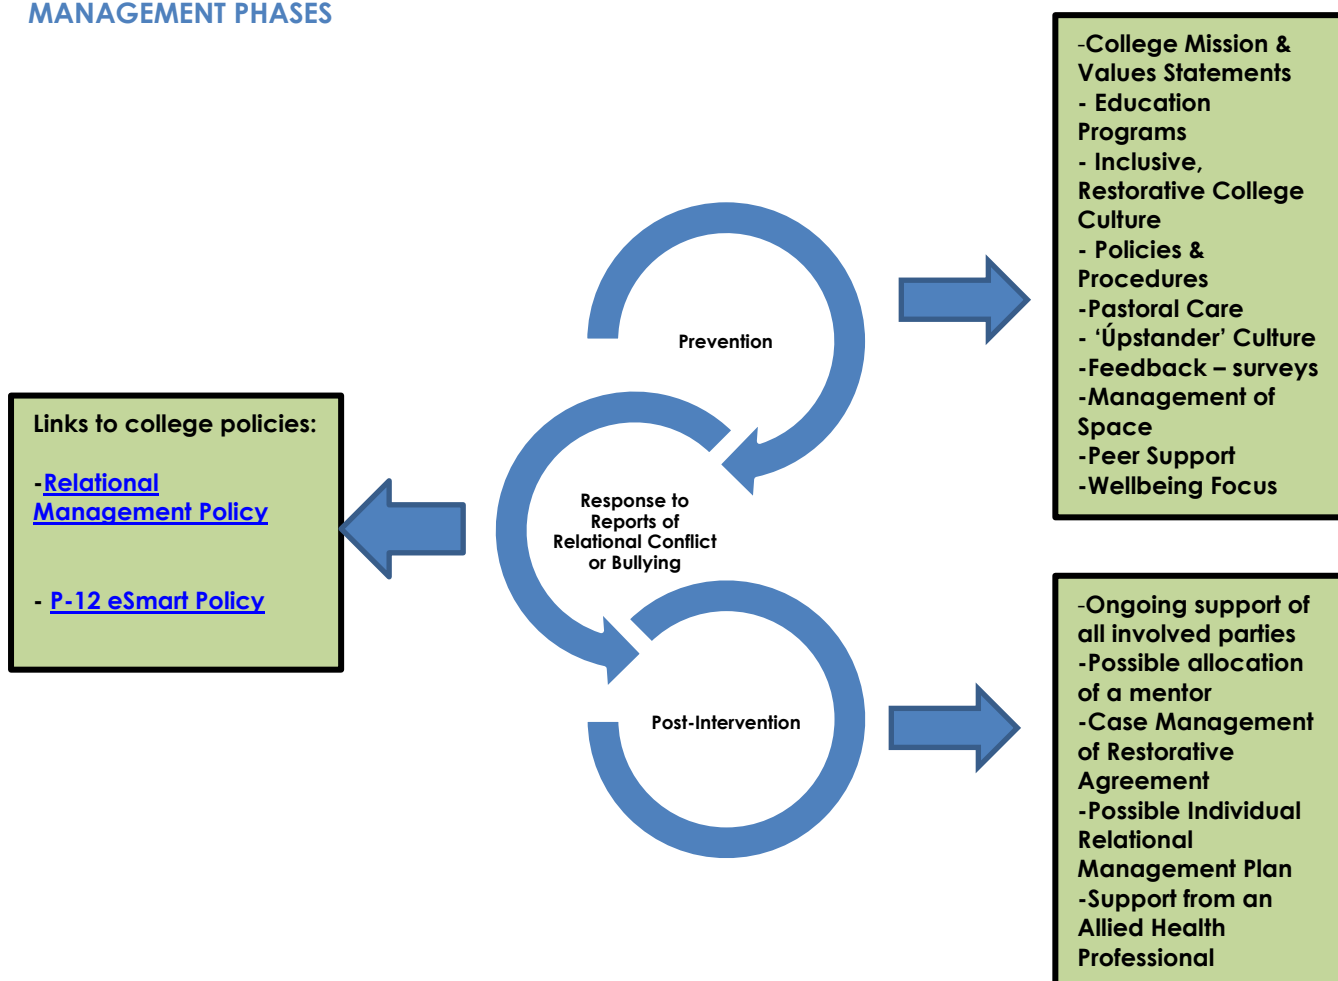 MANAGEMENT PHASES
-College Mission &
Values Statements
- Education
Programs
- Inclusive,
Restorative College
Culture
- Policies &
Procedures
-Pastoral Care
- ‘Úpstander’ Culture
-Feedback – surveys
-Management of
Space
-Peer Support
-Wellbeing Focus
Prevention
Links to college policies:
-Relational
Management Policy
- P-12 eSmart Policy
Response to
Reports of
Relational Conflict
or Bullying
Post-Intervention
-Ongoing support of
all involved parties
-Possible allocation
of a mentor
-Case Management
of Restorative
Agreement
-Possible Individual
Relational
Management Plan
-Support from an
Allied Health
Professional